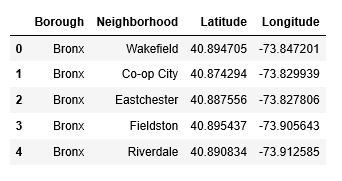 Borough Neighborhood Latitude Longitude
0 Bronx Wakefield 40.894705 -73.847201
1 Bronx Co-op City 40.874294 -73.829939
2 Bronx Eastchester 40.887556 -73.827806
3 Bronx Fieldston 40.895437 -73.905643
4 Bronx Riverdale 40.890834 -73.912585